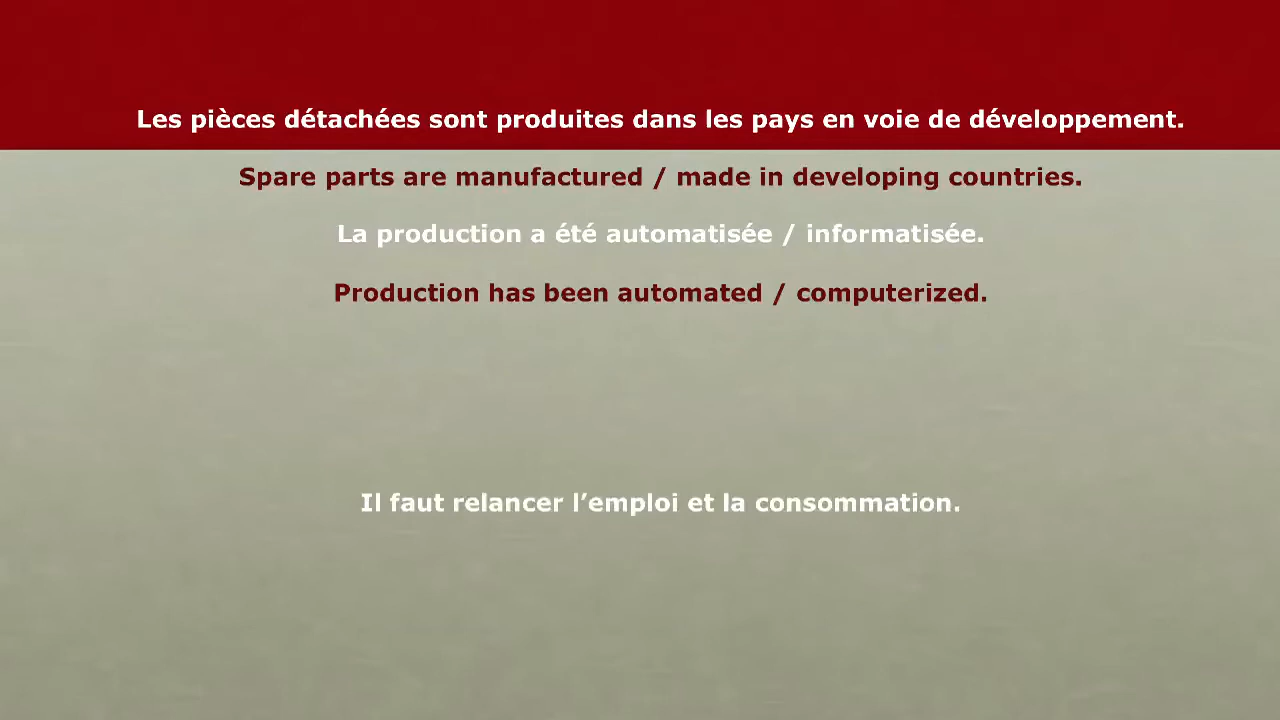 Les pièces détachées sont produites dans les pays en voie de développement.
Spare parts are manufactured / made in developing countries.
La production a été automatisée / informatisée.
Production has been automated / computerized.
Il faut relancer l’emploi et la consommation.